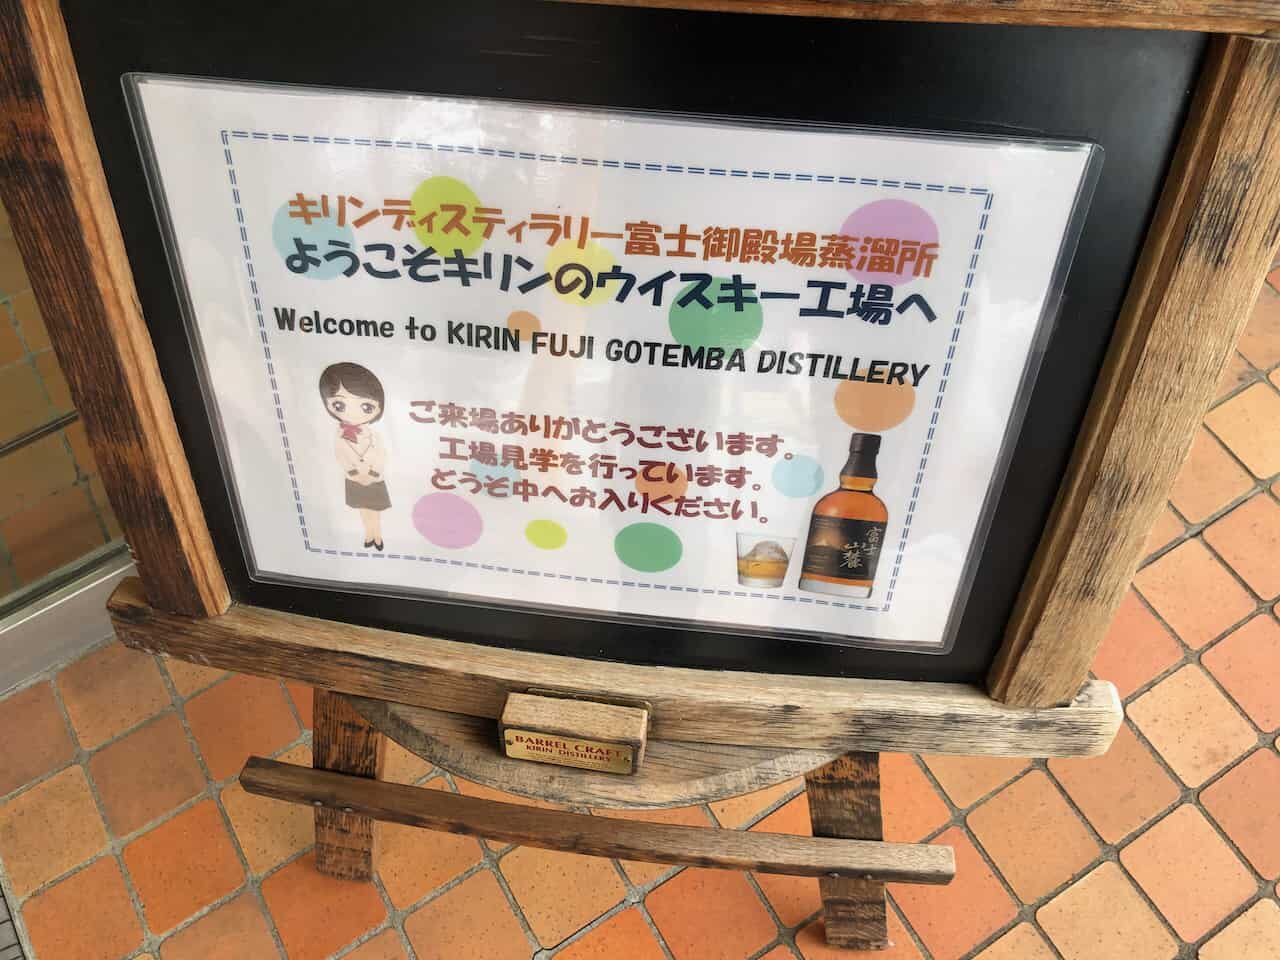 キリンディスティラリー富士御殿場蒸溜所
ようこそキリンのウイスキー工場へ
Welcome to KIRIN FUJI GOTEMBA DISTILLERY
ご来場ありがとうございます。
工場見学を行っています。
どうぞ中へお入りください。
富士
山麓
BARREL CRAFT
KIRIN DISTILLERY